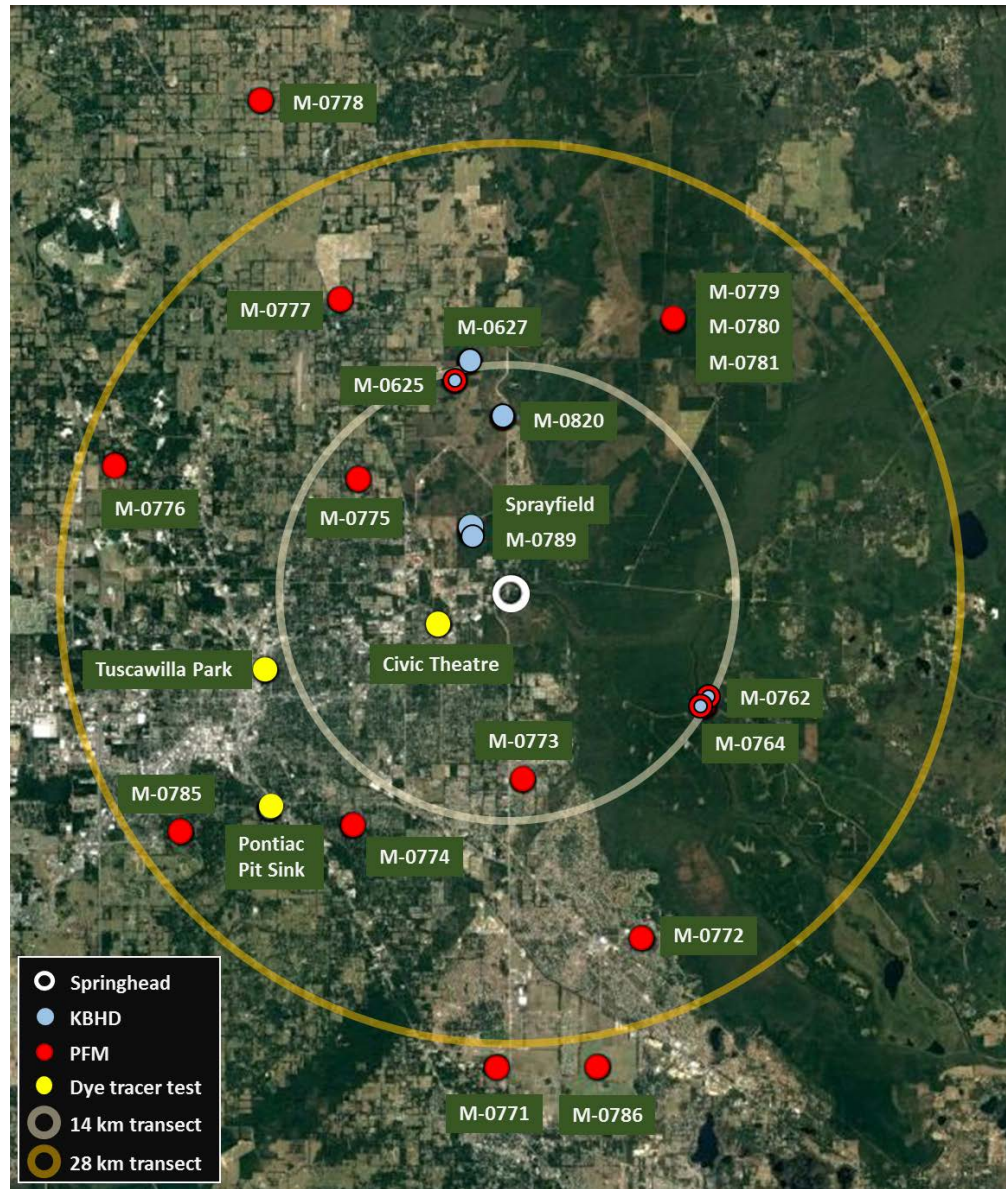 M-0778
M-0779
M-0777
M-0780
M-0627
M-0781
M-0625
M-0820
M-0776
M-0775
Sprayfield
M-0789
Tuscawilla Park
Civic Theatre
M-0762
M-0773
M-0764
M-0785
Pontiac
Pit Sink
M-0774
M-0772
Springhead
KBHD
PFM
Dye tracer test
14 km transect
28 km transect
M-0771
M-0786